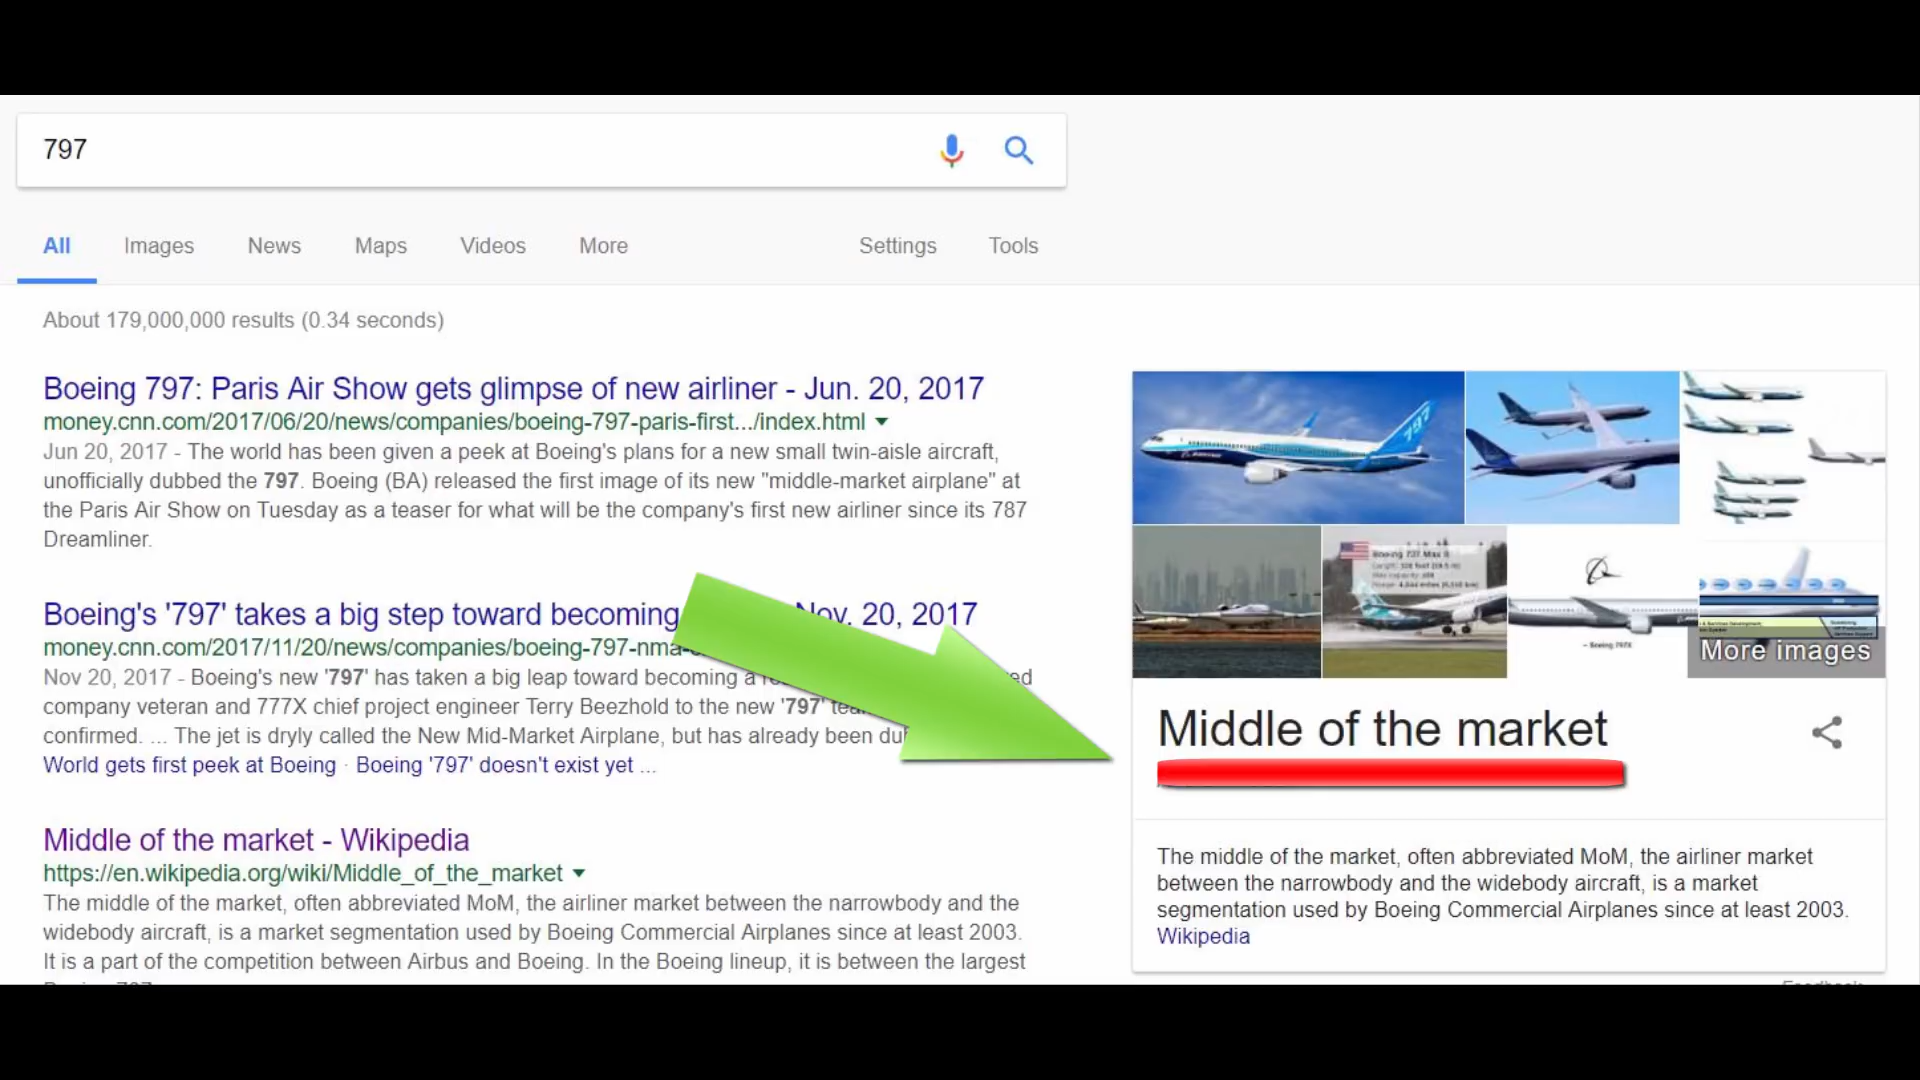 797
All Images News Maps Videos More Settings Tools
About 179,000,000 results (0.34 seconds)
Boeing 797: Paris Air Show gets glimpse of new airliner - Jun. 20, 2017
money.cnn.com/2017/06/20/news/companies/boeing-797-paris-first.../index.html
Jun 20, 2017 - The world has been given a peek at Boeing's plans for a new small twin-aisle aircraft,
unofficially dubbed the 797. Boeing (BA) released the first image of its new "middle-market airplane" at
the Paris Air Show on Tuesday as a teaser for what will be the company's first new airliner since its 787
Dreamliner.
Boeing's '797' takes a big step toward becoming Nov. 20, 2017
money.cnn.com/2017/11/20/news/companies/boeing-797-nma-
Nov 20, 2017 - Boeing's new '797' has taken a big leap toward becoming a
company veteran and 777X chief project engineer Terry Beezhold to the new '797'
confirmed. ... The jet is dryly called the New Mid-Market Airplane, but has already been
World gets first peek at Boeing · Boeing '797' doesn't exist yet ...
Middle of the market - Wikipedia
https://en.wikipedia.org/wiki/Middle_of_the_market
The middle of the market, often abbreviated MoM, the airliner market between the narrowbody and the
widebody aircraft, is a market segmentation used by Boeing Commercial Airplanes since at least 2003.
It is a part of the competition between Airbus and Boeing. In the Boeing lineup, it is between the largest
797
BOEING
Boeing 737 Max 8
– Boeing 797X
More images
Middle of the market
The middle of the market, often abbreviated MoM, the airliner market
between the narrowbody and the widebody aircraft, is a market
segmentation used by Boeing Commercial Airplanes since at least 2003.
Wikipedia